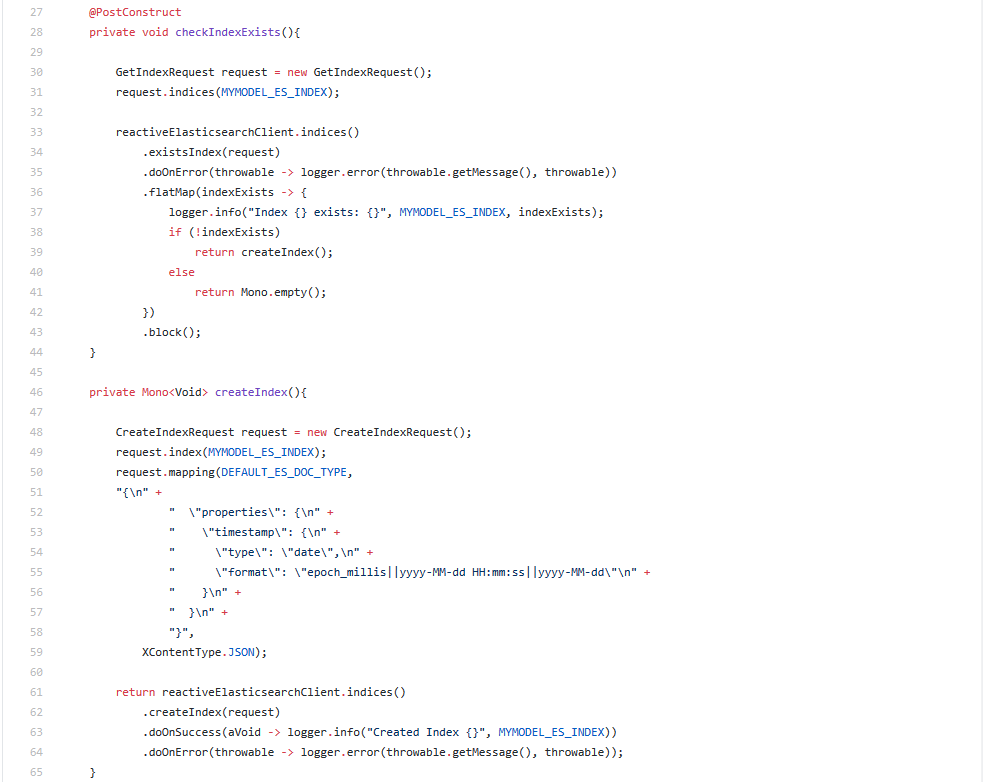 27 @PostConstruct
28 private void checkIndexExists(){
29
30 GetIndexRequest request = new GetIndexRequest();
31 request.indices(MYMODEL_ES_INDEX);
32
33 reactiveElasticsearchClient.indices()
34 .existsIndex(request)
35 .doOnError(throwable -> logger.error(throwable.getMessage(), throwable))
36 .flatMap(indexExists -> {
37 logger.info("Index {} exists: {}", MYMODEL_ES_INDEX, indexExists);
38 if (!indexExists)
39 return createIndex();
40 else
41 return Mono.empty();
42 })
43 .block();
44 }
45
46 private Mono<Void> createIndex(){
47
48 CreateIndexRequest request = new CreateIndexRequest();
49 request.index(MYMODEL_ES_INDEX);
50 request.mapping(DEFAULT_ES_DOC_TYPE,
51 "{\n" +
52 "  \"properties\": {\n" +
53 "    \"timestamp\": {\n" +
54 "      \"type\": \"date\",\n" +
55 "      \"format\": \"epoch_millis||yyyy-MM-dd HH:mm:ss||yyyy-MM-dd\"\n" +
56 "    }\n" +
57 "  }\n" +
58 "}",
59 XContentType.JSON);
60
61 return reactiveElasticsearchClient.indices()
62 .createIndex(request)
63 .doOnSuccess(aVoid -> logger.info("Created Index {}", MYMODEL_ES_INDEX))
64 .doOnError(throwable -> logger.error(throwable.getMessage(), throwable));
65 }